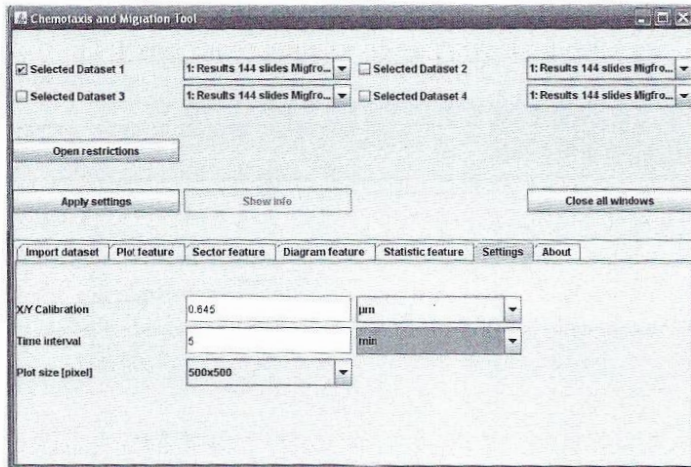 Chemotaxis and Migration Tool
Selected Dataset 1 1: Results 144 slides Migfro... Selected Dataset 2 1: Results 144 slides Migfro...
Selected Dataset 3 1: Results 144 slides Migfro... Selected Dataset 4 1: Results 144 slides Migfro...
Open restrictions
Apply settings Show info Close all windows
Import dataset Plot feature Sector feature Diagram feature Statistic feature Settings About
X/Y Calibration 0.645 µm
Time interval 5 min
Plot size [pixel] 500x500